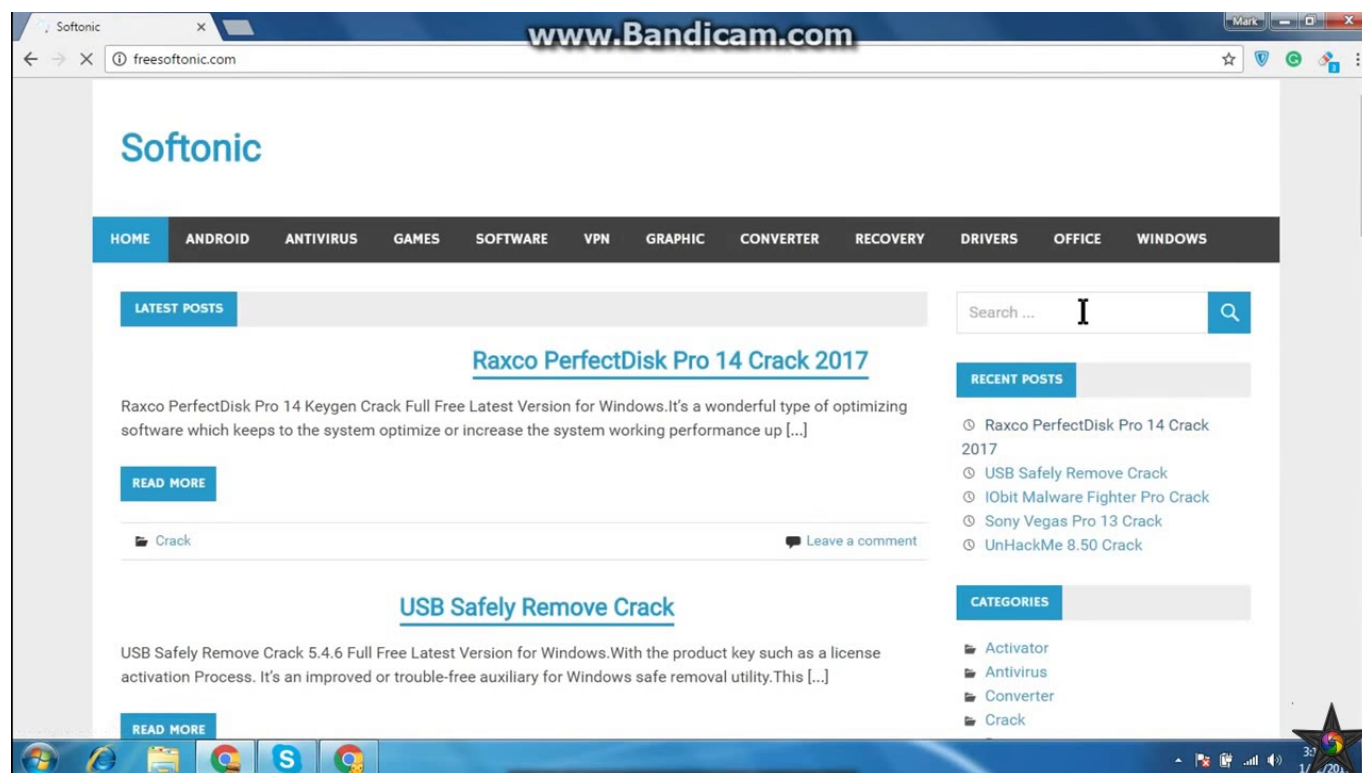 Softonic
www.Bandicam.com
Mark
freesoftonic.com
Softonic
HOME ANDROID ANTIVIRUS GAMES SOFTWARE VPN GRAPHIC CONVERTER RECOVERY DRIVERS OFFICE WINDOWS
LATEST POSTS
Raxco PerfectDisk Pro 14 Crack 2017
Raxco PerfectDisk Pro 14 Keygen Crack Full Free Latest Version for Windows.It's a wonderful type of optimizing
software which keeps to the system optimize or increase the system working performance up [...]
READ MORE
Crack
Leave a comment
USB Safely Remove Crack
USB Safely Remove Crack 5.4.6 Full Free Latest Version for Windows.With the product key such as a license
activation Process. It's an improved or trouble-free auxiliary for Windows safe removal utility.This [...]
READ MORE
Search ...
RECENT POSTS
Raxco PerfectDisk Pro 14 Crack
2017
USB Safely Remove Crack
IObit Malware Fighter Pro Crack
Sony Vegas Pro 13 Crack
UnHackMe 8.50 Crack
CATEGORIES
Activator
Antivirus
Converter
Crack